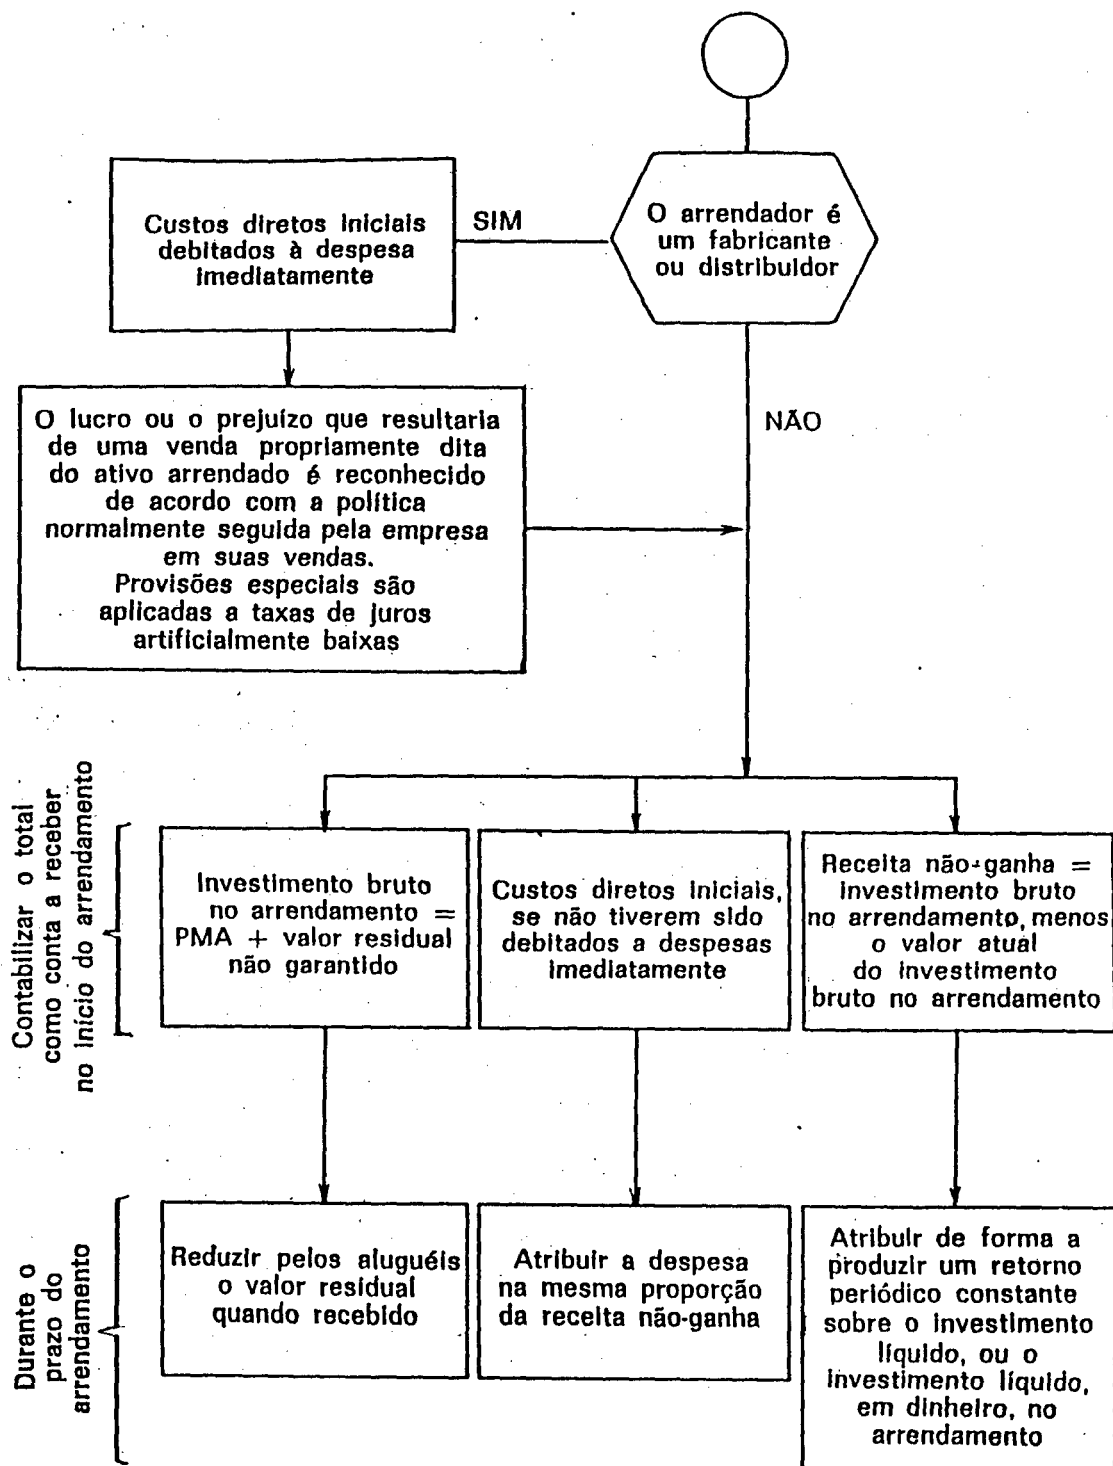 O arrendador é
um fabricante
ou distribuidor
SIM
Custos diretos iniciais
debitados à despesa
imediatamente
NÃO
O lucro ou o prejuízo que resultaria
de uma venda propriamente dita
do ativo arrendado é reconhecido
de acordo com a política
normalmente seguida pela empresa
em suas vendas.
Provisões especiais são
aplicadas a taxas de juros
artificialmente baixas
Contabilizar o total
como conta a receber
no início do arrendamento
Investimento bruto
no arrendamento =
PMA + valor residual
não garantido
Custos diretos iniciais,
se não tiverem sido
debitados a despesas
imediatamente
Receita não-ganha =
investimento bruto
no arrendamento, menos
o valor atual
do investimento
bruto no arrendamento
Durante o
prazo do
arrendamento
Reduzir pelos aluguéis
o valor residual
quando recebido
Atribuir a despesa
na mesma proporção
da receita não-ganha
Atribuir de forma a
produzir um retorno
periódico constante
sobre o investimento
líquido, ou o
investimento líquido,
em dinheiro, no
arrendamento